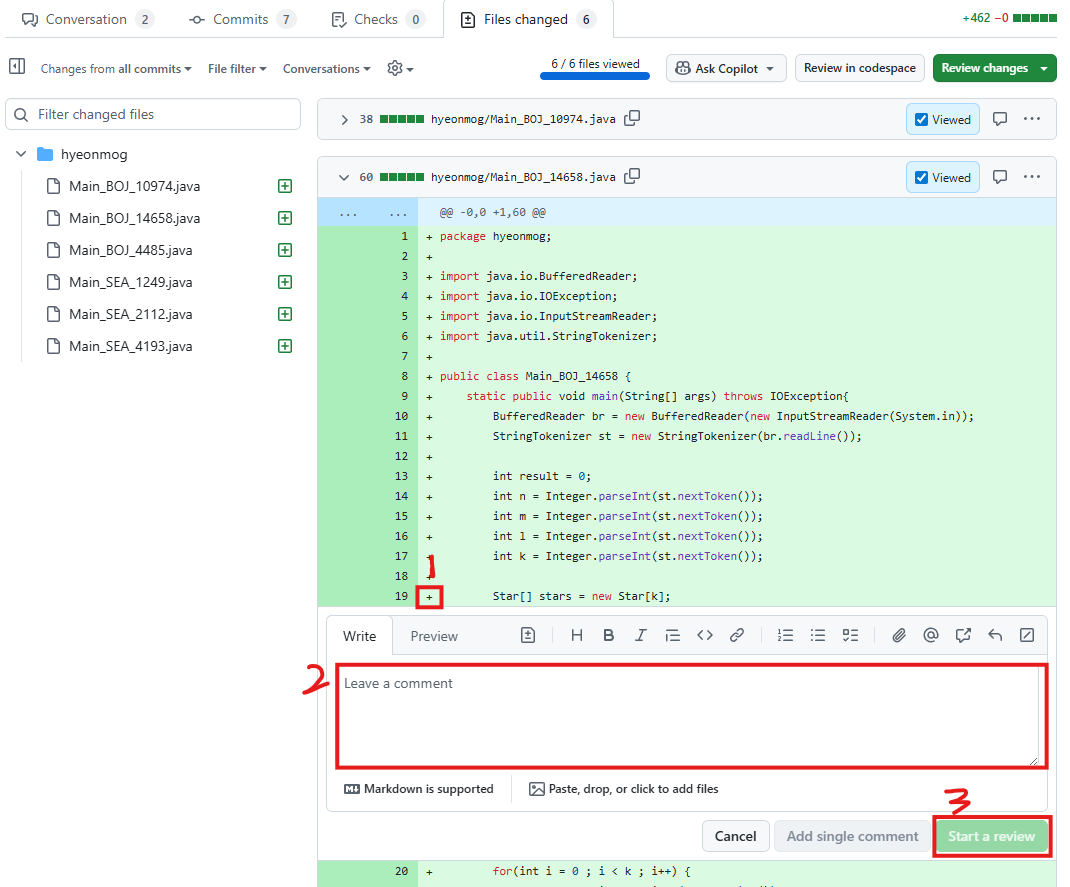 Conversation 2 Commits 7 Checks 0 Files changed 6 +462 −0
Changes from all commits File filter Conversations 6 / 6 files viewed Ask Copilot Review in codespace Review changes
Filter changed files
hyeonmog
Main_BOJ_10974.java
Main_BOJ_14658.java
Main_BOJ_4485.java
Main_SEA_1249.java
Main_SEA_2112.java
Main_SEA_4193.java
38 hyeonmog/Main_BOJ_10974.java Viewed ...
60 hyeonmog/Main_BOJ_14658.java Viewed ...
... ... @@ -0,0 +1,60 @@
1 + package hyeonmog;
2 +
3 + import java.io.BufferedReader;
4 + import java.io.IOException;
5 + import java.io.InputStreamReader;
6 + import java.util.StringTokenizer;
7 +
8 + public class Main_BOJ_14658 {
9 + static public void main(String[] args) throws IOException{
10 + BufferedReader br = new BufferedReader(new InputStreamReader(System.in));
11 + StringTokenizer st = new StringTokenizer(br.readLine());
12 +
13 + int result = 0;
14 + int n = Integer.parseInt(st.nextToken());
15 + int m = Integer.parseInt(st.nextToken());
16 + int l = Integer.parseInt(st.nextToken());
17 + int k = Integer.parseInt(st.nextToken());
1
18 +
19 + Star[] stars = new Star[k];
Write Preview H B I
2
Leave a comment
Markdown is supported Paste, drop, or click to add files
3
Cancel Add single comment Start a review
20 + for(int i = 0 ; i < k ; i++) {